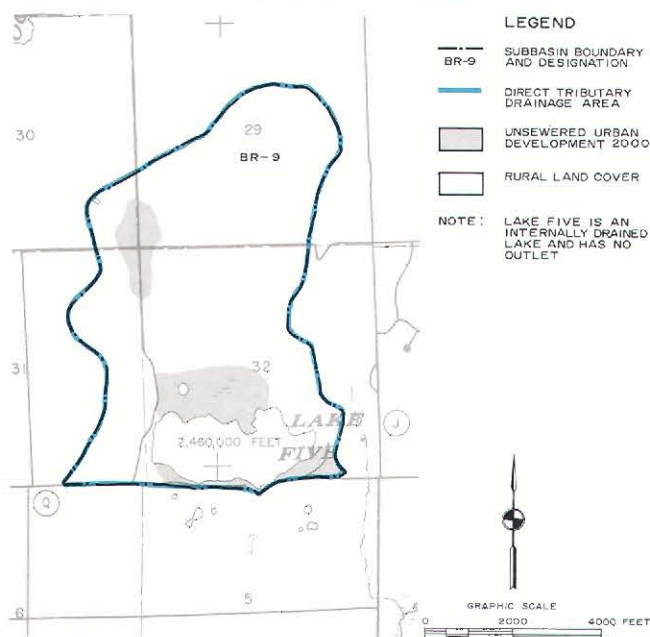 30
29
BR-9
31
32
LAKE
FIVE
2,460,000 FEET
J
Q
6
5
LEGEND
BR-9
SUBBASIN BOUNDARY
AND DESIGNATION
DIRECT TRIBUTARY
DRAINAGE AREA
UNSEWERED URBAN
DEVELOPMENT 2000
RURAL LAND COVER
NOTE:
LAKE FIVE IS AN
INTERNALLY DRAINED
LAKE AND HAS NO
OUTLET
GRAPHIC SCALE
0 2000 4000 FEET